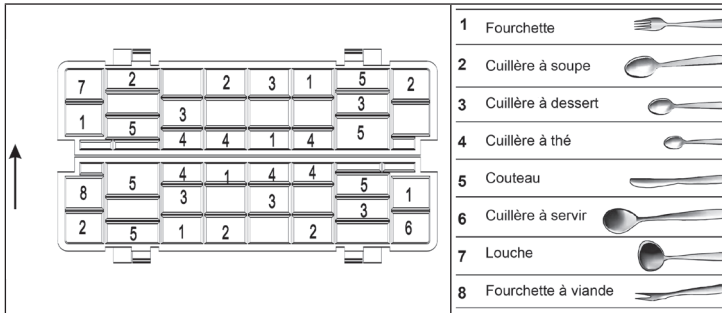 7 2 2 3 1 5 2
3
1 5 3 5
4 4 1 4
8 5 4 1 4 4 5 1
3 3 3
2 5 1 2 2 6
1 Fourchette
2 Cuillère à soupe
3 Cuillère à dessert
4 Cuillère à thé
5 Couteau
6 Cuillère à servir
7 Louche
8 Fourchette à viande